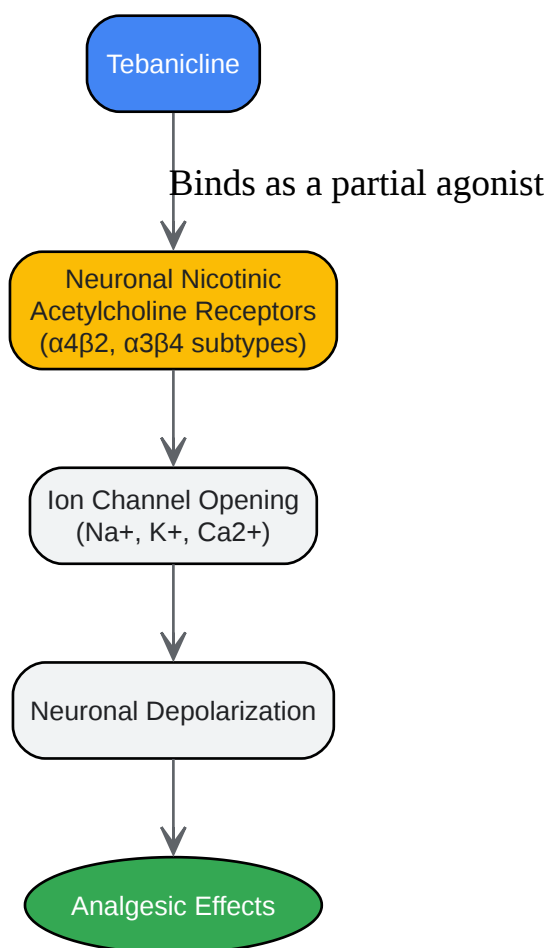 Tebanicline
Binds as a partial agonist
Neuronal Nicotinic
Acetylcholine Receptors
(α4β2, α3β4 subtypes)
Ion Channel Opening
(Na+, K+, Ca2+)
Neuronal Depolarization
Analgesic Effects